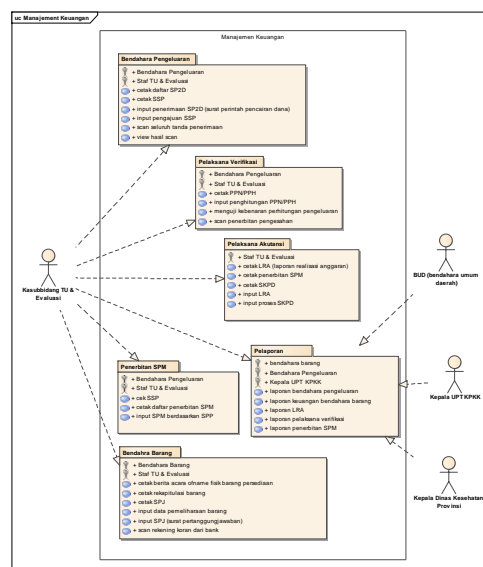 uc Manajement Keuangan
Manajemen Keuangan
Bendahara Pengeluaran
+ Bendahara Pengeluaran
+ Staf TU & Evaluasi
+ cetak daftar SP2D
+ cetak SSP
+ input penerimaan SP2D (surat perintah pencairan dana)
+ input pengajuan SSP
+ scan seluruh tanda penerimaan
+ view hasil scan
Pelaksana Verifikasi
+ Bendahara Pengeluaran
+ Staf TU & Evaluasi
+ cetak PPN/PPH
+ input penghitungan PPN/PPH
+ menguji kebenaran perhitungan pengeluaran
+ scan penerbitan pengesahan
Pelaksana Akutansi
+ Staf TU & Evaluasi
+ cetak LRA (laporan realisasi anggaran)
+ cetak penerbitan SPM
+ cetak SKPD
+ input LRA
+ input proses SKPD
Kasubbidang TU &
Evaluasi
BUD (bendahara umum
daerah)
Pelaporan
+ bendahara barang
+ Bendahara Pengeluaran
+ Kepala UPT KPKK
+ laporan bendahara pengeluaran
+ laporan keuangan bendahara barang
+ laporan LRA
+ laporan pelaksana verifikasi
+ laporan penerbitan SPM
Penerbitan SPM
+ Bendahara Pengeluaran
+ Staf TU & Evaluasi
+ cek SSP
+ cetak daftar penerbitan SPM
+ input SPM berdasarkan SPP
Kepala UPT KPKK
Bendahra Barang
+ Bendahara Barang
+ Staf TU & Evaluasi
+ cetak berita acara ofname fisik barang persediaan
+ cetak rekapitulasi barang
+ cetak SPJ
+ input data pemeliharaan barang
+ input SPJ (surat pertanggungjawaban)
+ scan rekening koran dari bank
Kepala Dinas Kesehatan
Provinsi